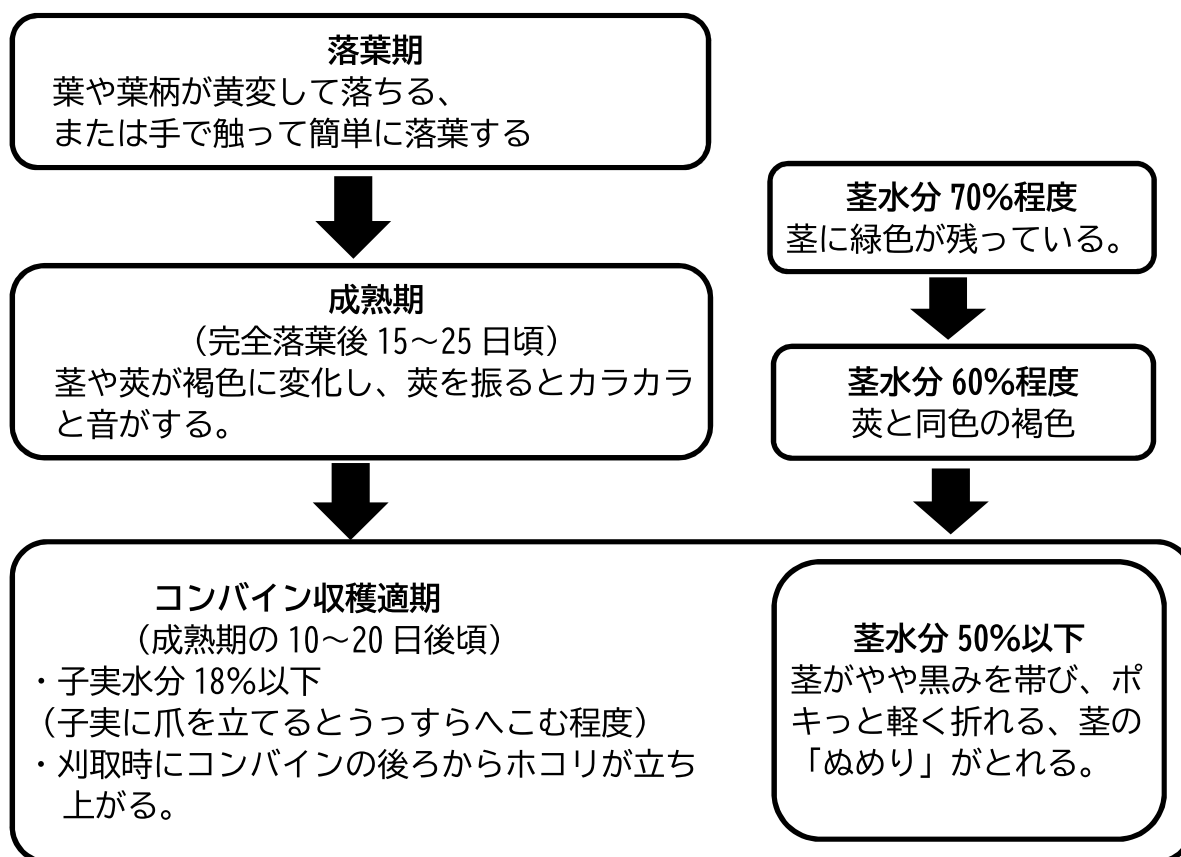 落葉期
葉や葉柄が黄変して落ちる、
または手で触って簡単に落葉する
成熟期
（完全落葉後 15～25 日頃）
茎や莢が褐色に変化し、莢を振るとカラカラ
と音がする。
茎水分 70%程度
茎に緑色が残っている。
茎水分 60%程度
莢と同色の褐色
コンバイン収穫適期
（成熟期の 10～20 日後頃）
・子実水分 18%以下
（子実に爪を立てるとうっすらへこむ程度）
・刈取時にコンバインの後ろからホコリが立ち
上がる。
茎水分 50%以下
茎がやや黒みを帯び、ポ
キっと軽く折れる、茎の
「ぬめり」がとれる。